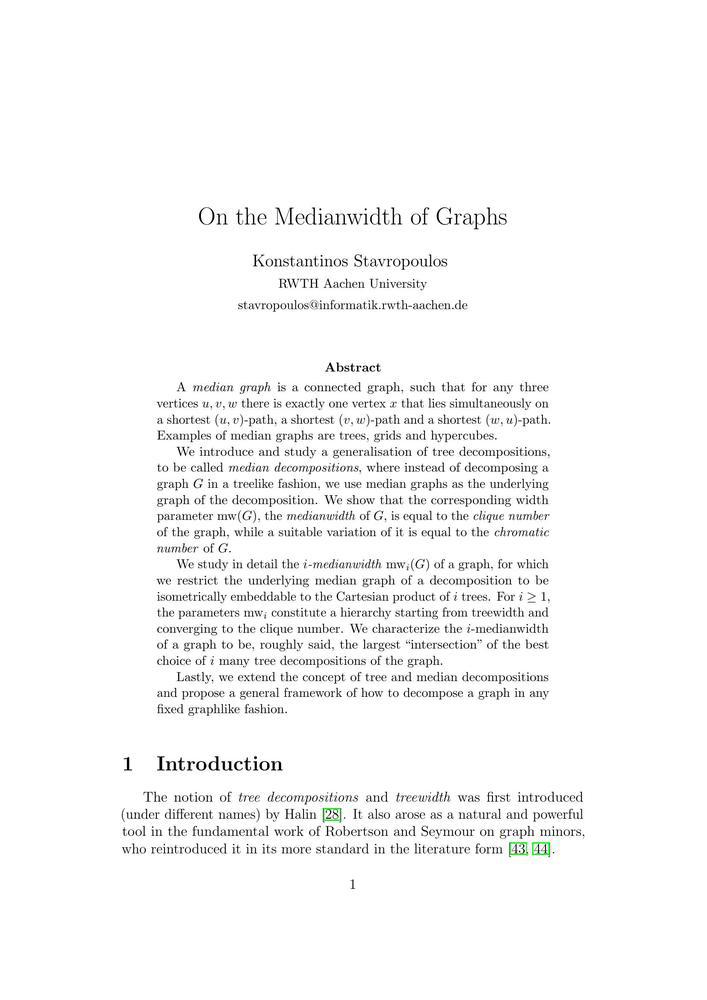 On the Medianwidth of Graphs
Konstantinos Stavropoulos
RWTH Aachen University
stavropoulos@informatik.rwth-aachen.de
Abstract
A median graph is a connected graph, such that for any three
vertices u, v, w there is exactly one vertex x that lies simultaneously on
a shortest (u, v)-path, a shortest (v, w)-path and a shortest (w, u)-path.
Examples of median graphs are trees, grids and hypercubes.
We introduce and study a generalisation of tree decompositions,
to be called median decompositions, where instead of decomposing a
graph G in a treelike fashion, we use median graphs as the underlying
graph of the decomposition. We show that the corresponding width
parameter mw(G), the medianwidth of G, is equal to the clique number
of the graph, while a suitable variation of it is equal to the chromatic
number of G.
We study in detail the i-medianwidth mwᵢ(G) of a graph, for which
we restrict the underlying median graph of a decomposition to be
isometrically embeddable to the Cartesian product of i trees. For i ≥ 1,
the parameters mwᵢ constitute a hierarchy starting from treewidth and
converging to the clique number. We characterize the i-medianwidth
of a graph to be, roughly said, the largest “intersection” of the best
choice of i many tree decompositions of the graph.
Lastly, we extend the concept of tree and median decompositions
and propose a general framework of how to decompose a graph in any
fixed graphlike fashion.
1 Introduction
The notion of tree decompositions and treewidth was first introduced
(under different names) by Halin [28]. It also arose as a natural and powerful
tool in the fundamental work of Robertson and Seymour on graph minors,
who reintroduced it in its more standard in the literature form [43, 44].
1